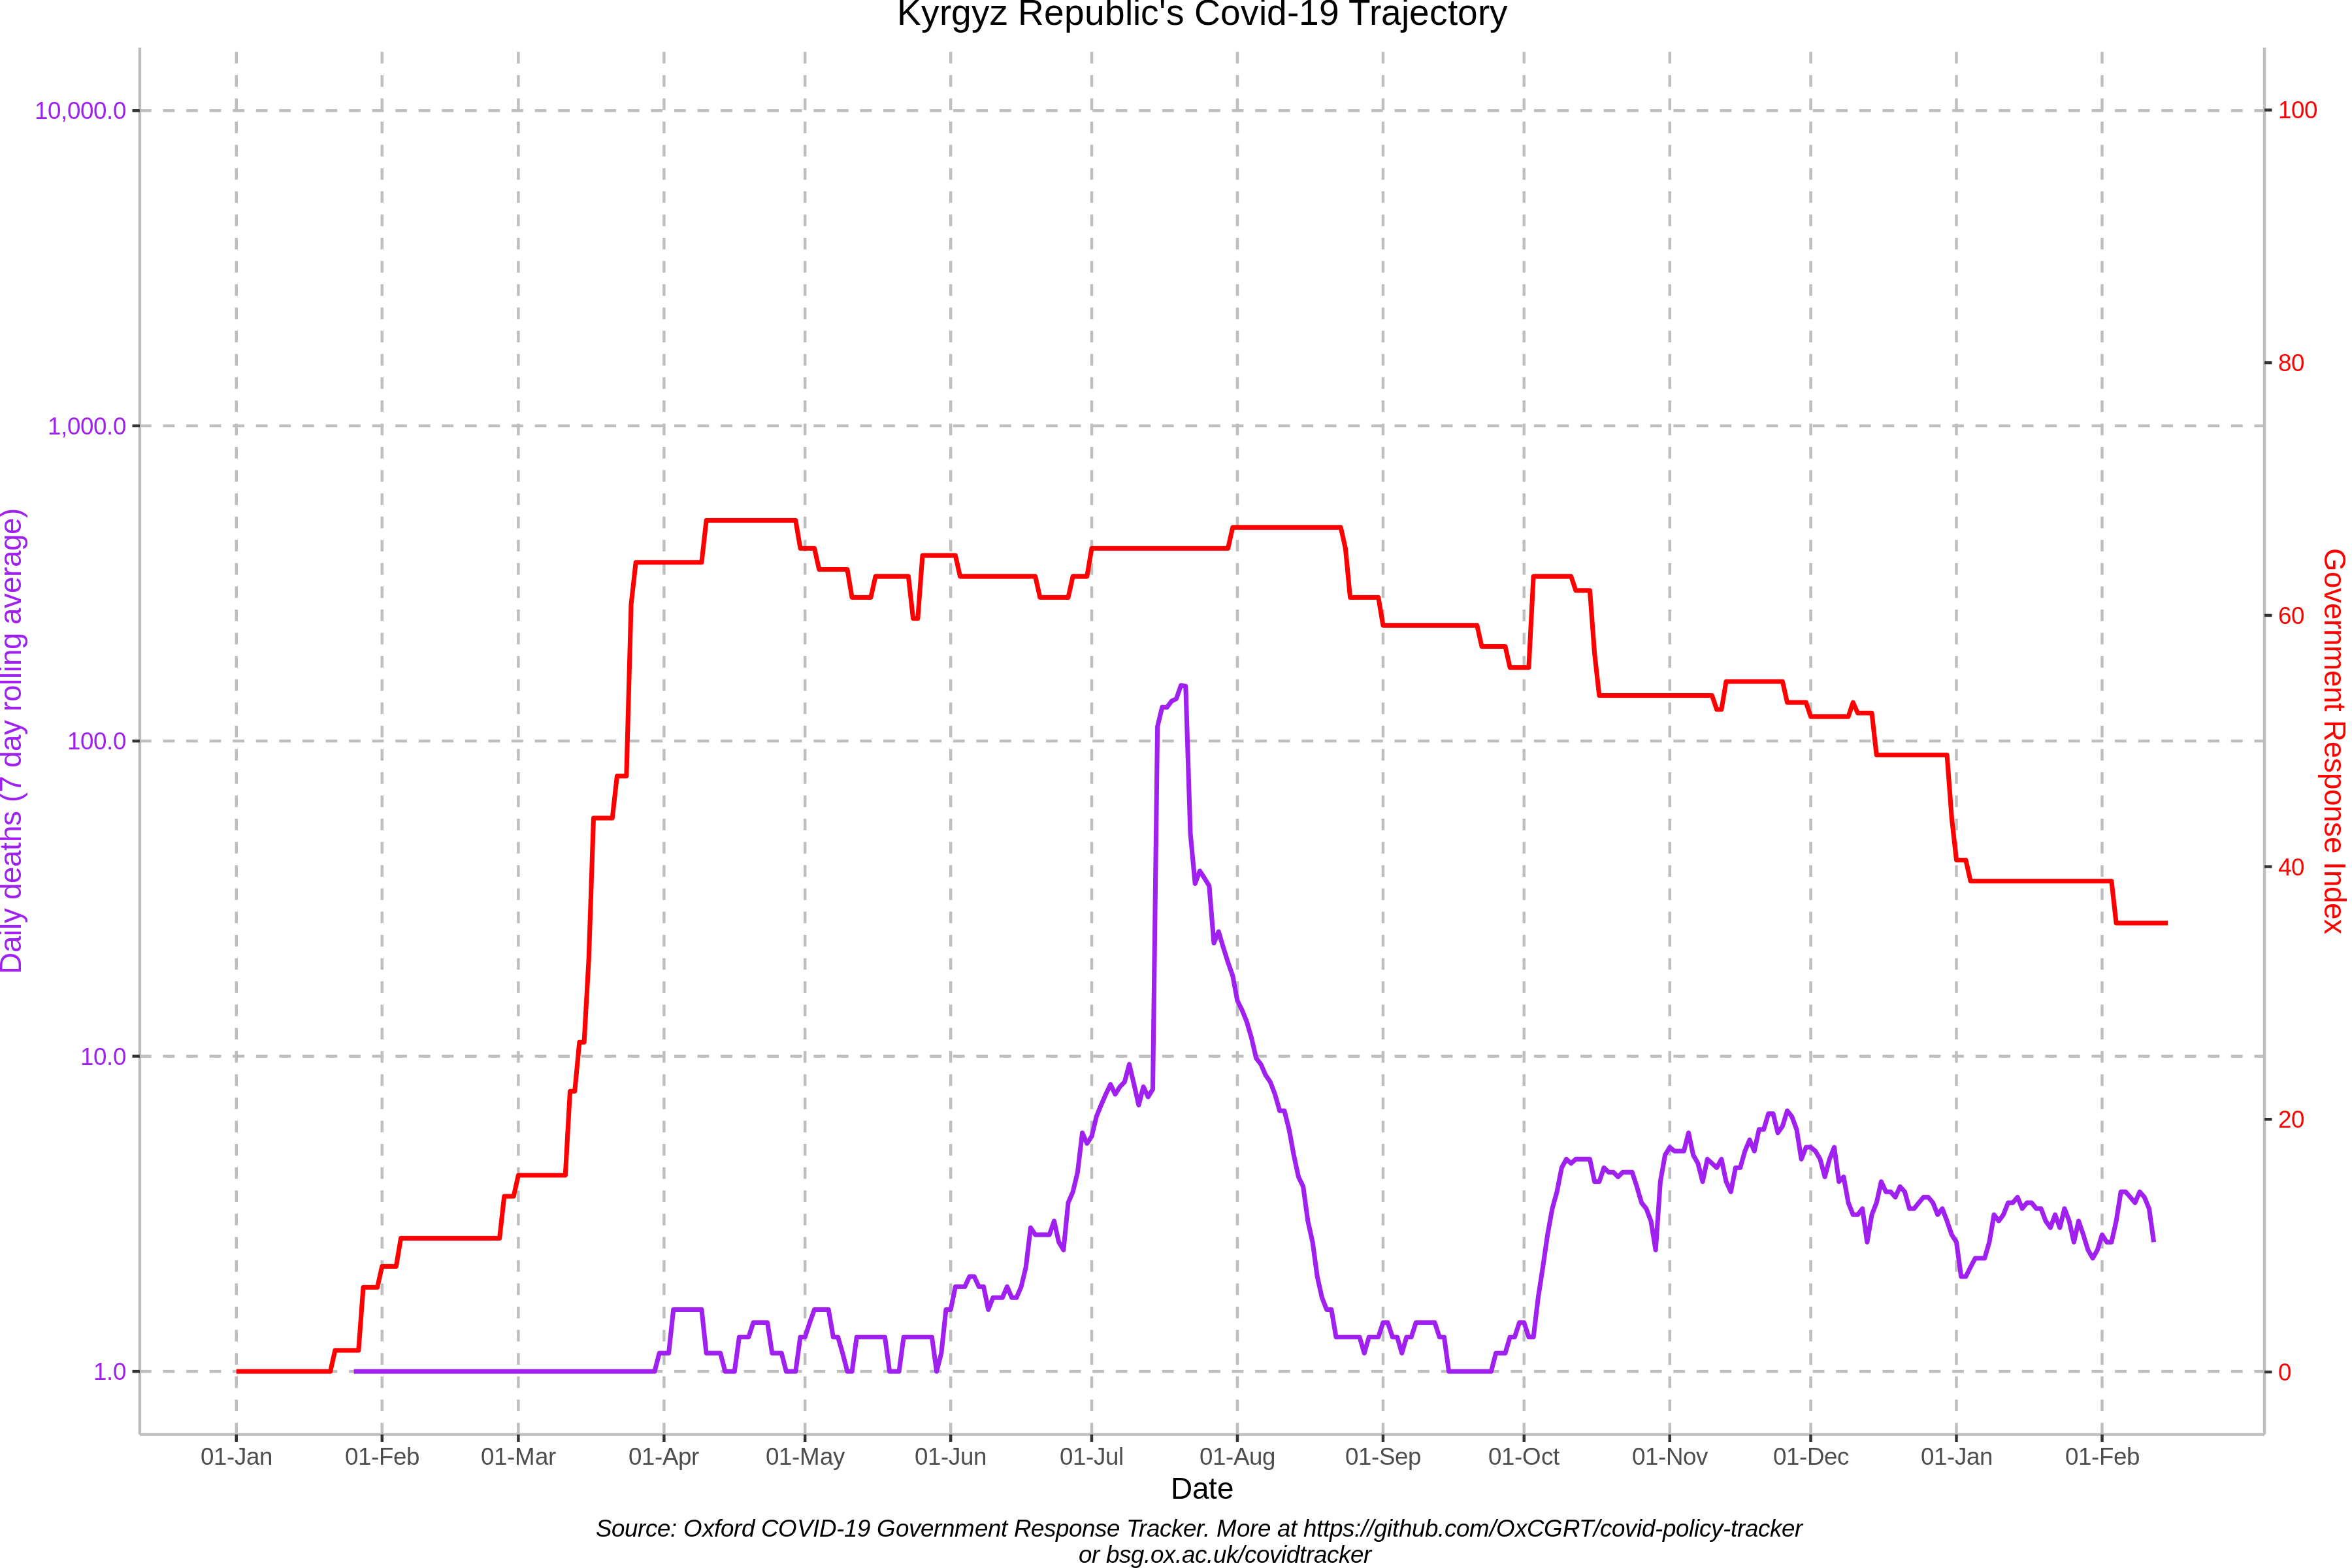 Kyrgyz Republic's Covid-19 Trajectory
10,000.0
1,000.0
100.0
10.0
1.0
Daily deaths (7 day rolling average)
100
80
60
40
20
0
Government Response Index
01-Jan 01-Feb 01-Mar 01-Apr 01-May 01-Jun 01-Jul 01-Aug 01-Sep 01-Oct 01-Nov 01-Dec 01-Jan 01-Feb
Date
Source: Oxford COVID-19 Government Response Tracker. More at https://github.com/OxCGRT/covid-policy-tracker
or bsg.ox.ac.uk/covidtracker